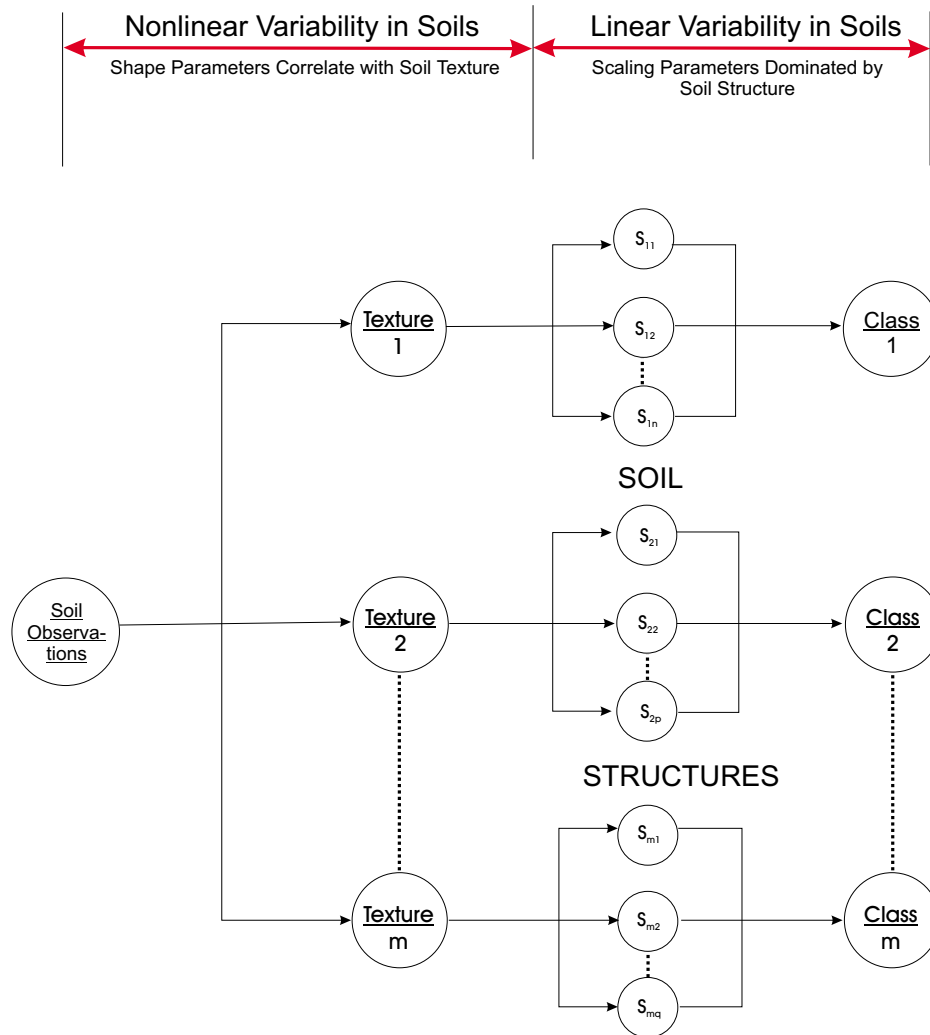 Nonlinear Variability in Soils
Linear Variability in Soils
Shape Parameters Correlate with Soil Texture
Scaling Parameters Dominated by
Soil Structure
S11
Texture
1
S12
Class
1
S1n
SOIL
S21
Soil
Observa-
tions
Texture
2
S22
Class
2
S2p
STRUCTURES
Sm1
Texture
m
Sm2
Class
m
Smq